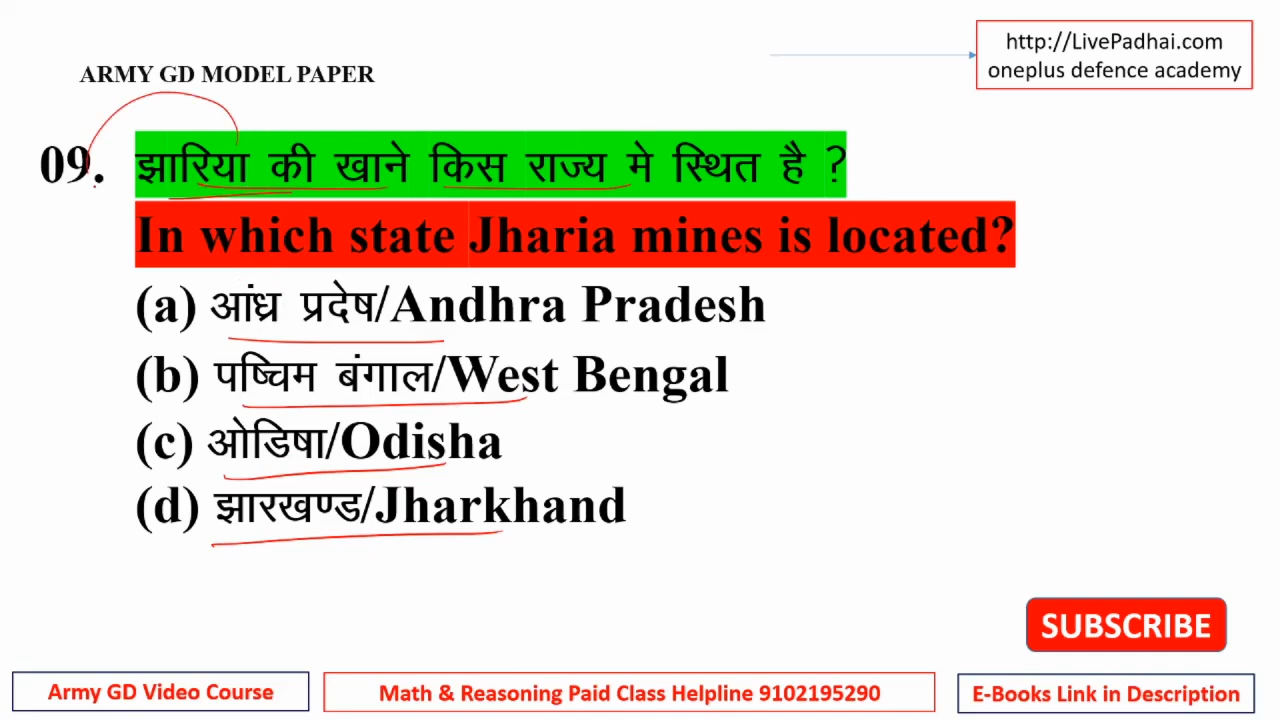 http://LivePadhai.com
oneplus defence academy
ARMY GD MODEL PAPER
09. झारिया की खाने किस राज्य मे स्थित है ?
In which state Jharia mines is located?
(a) आंध्र प्रदेष/Andhra Pradesh
(b) पष्चिम बंगाल/West Bengal
(c) ओडिषा/Odisha
(d) झारखण्ड/Jharkhand
SUBSCRIBE
Army GD Video Course
Math & Reasoning Paid Class Helpline 9102195290
E-Books Link in Description